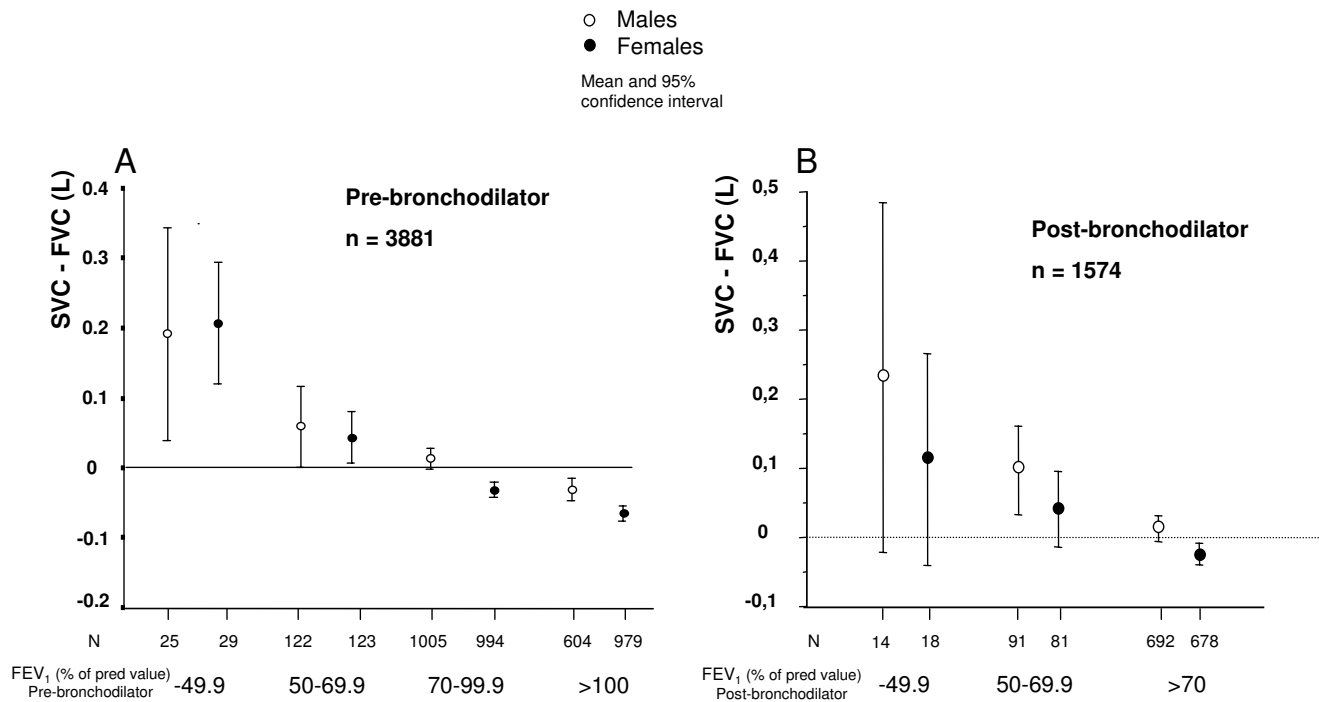 Males
Females
Mean and 95%
confidence interval
A
SVC - FVC (L)
0.4
0.3
0.2
0.1
0
-0.1
-0.2
Pre-bronchodilator
n = 3881
N 25 29 122 123 1005 994 604 979
FEV₁ (% of pred value)
Pre-bronchodilator
-49.9 50-69.9 70-99.9 >100
B
SVC - FVC (L)
0,5
0,4
0,3
0,2
0,1
0
-0,1
Post-bronchodilator
n = 1574
N 14 18 91 81 692 678
FEV₁ (% of pred value)
Post-bronchodilator
-49.9 50-69.9 >70